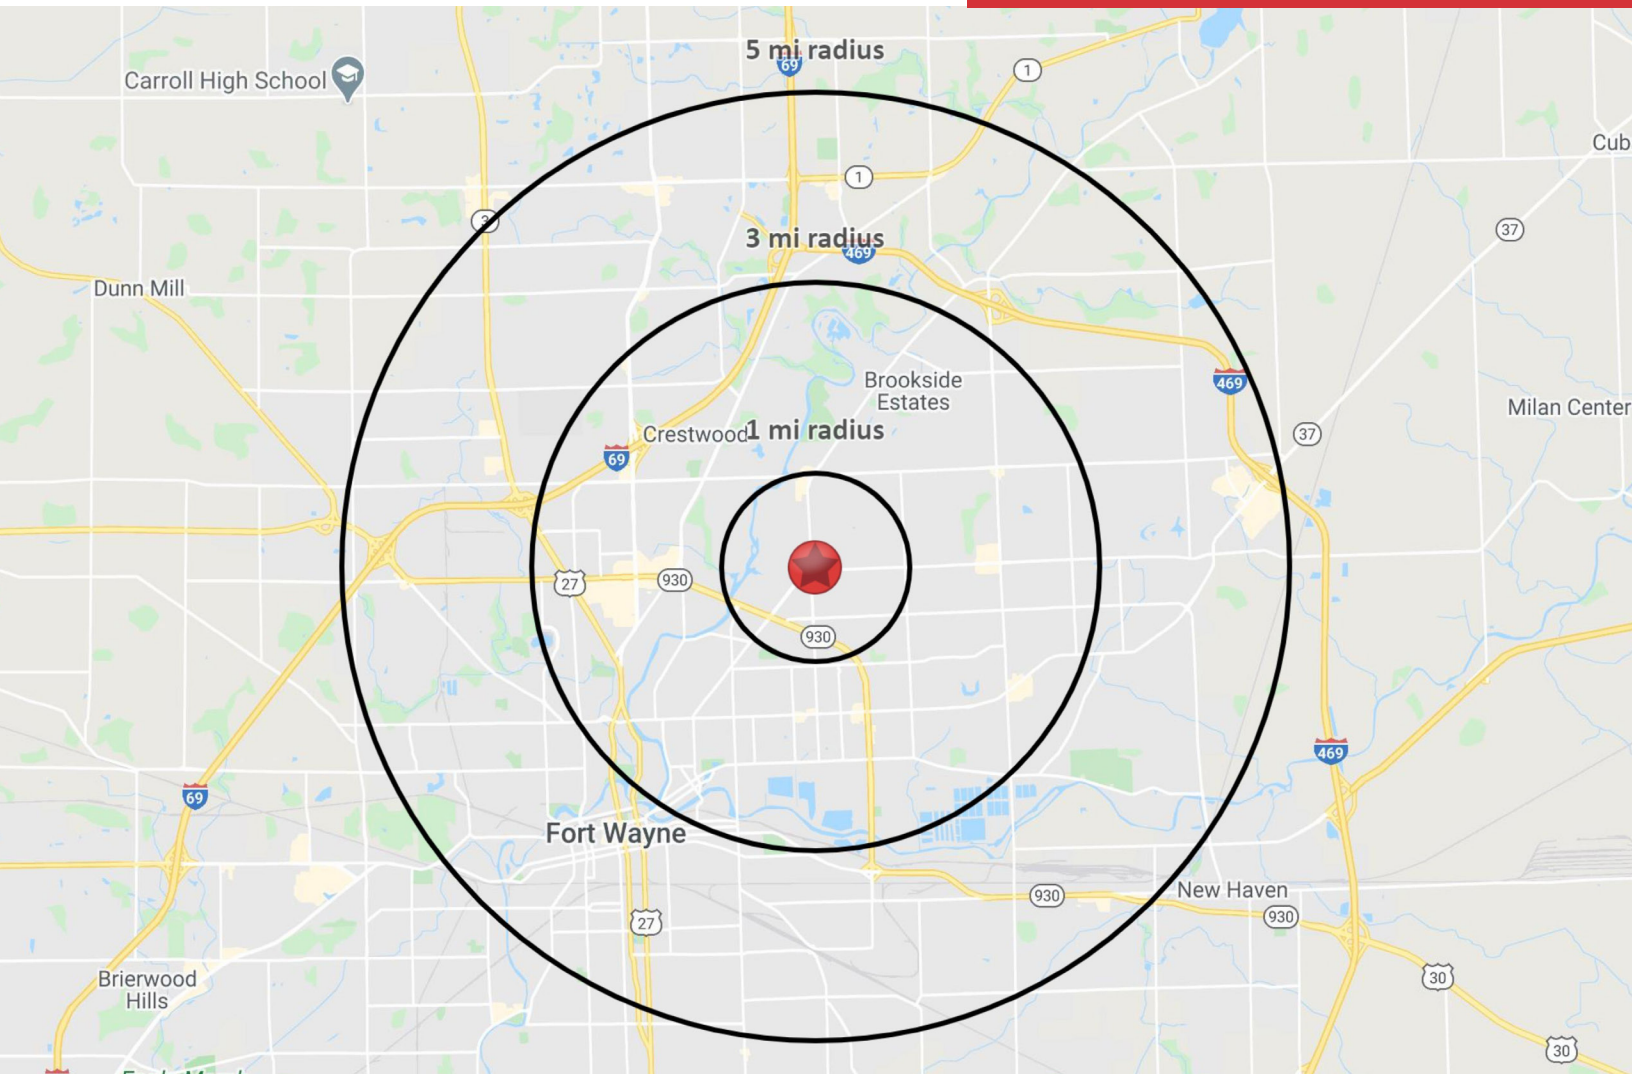 5 mi radius
69
1
Carroll High School
Cub
1
3
37
3 mi radius
469
Dunn Mill
Brookside
Estates
469
Milan Center
1 mi radius
Crestwood
37
69
27
930
930
469
69
Fort Wayne
New Haven
930
930
27
30
Brierwood
Hills
30